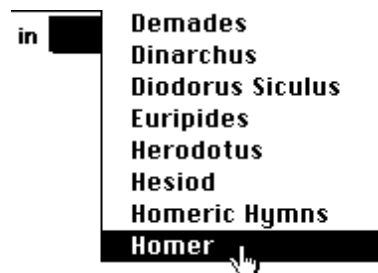 in
Demades
Dinarchus
Diodorus Siculus
Euripides
Herodotus
Hesiod
Homeric Hymns
Homer